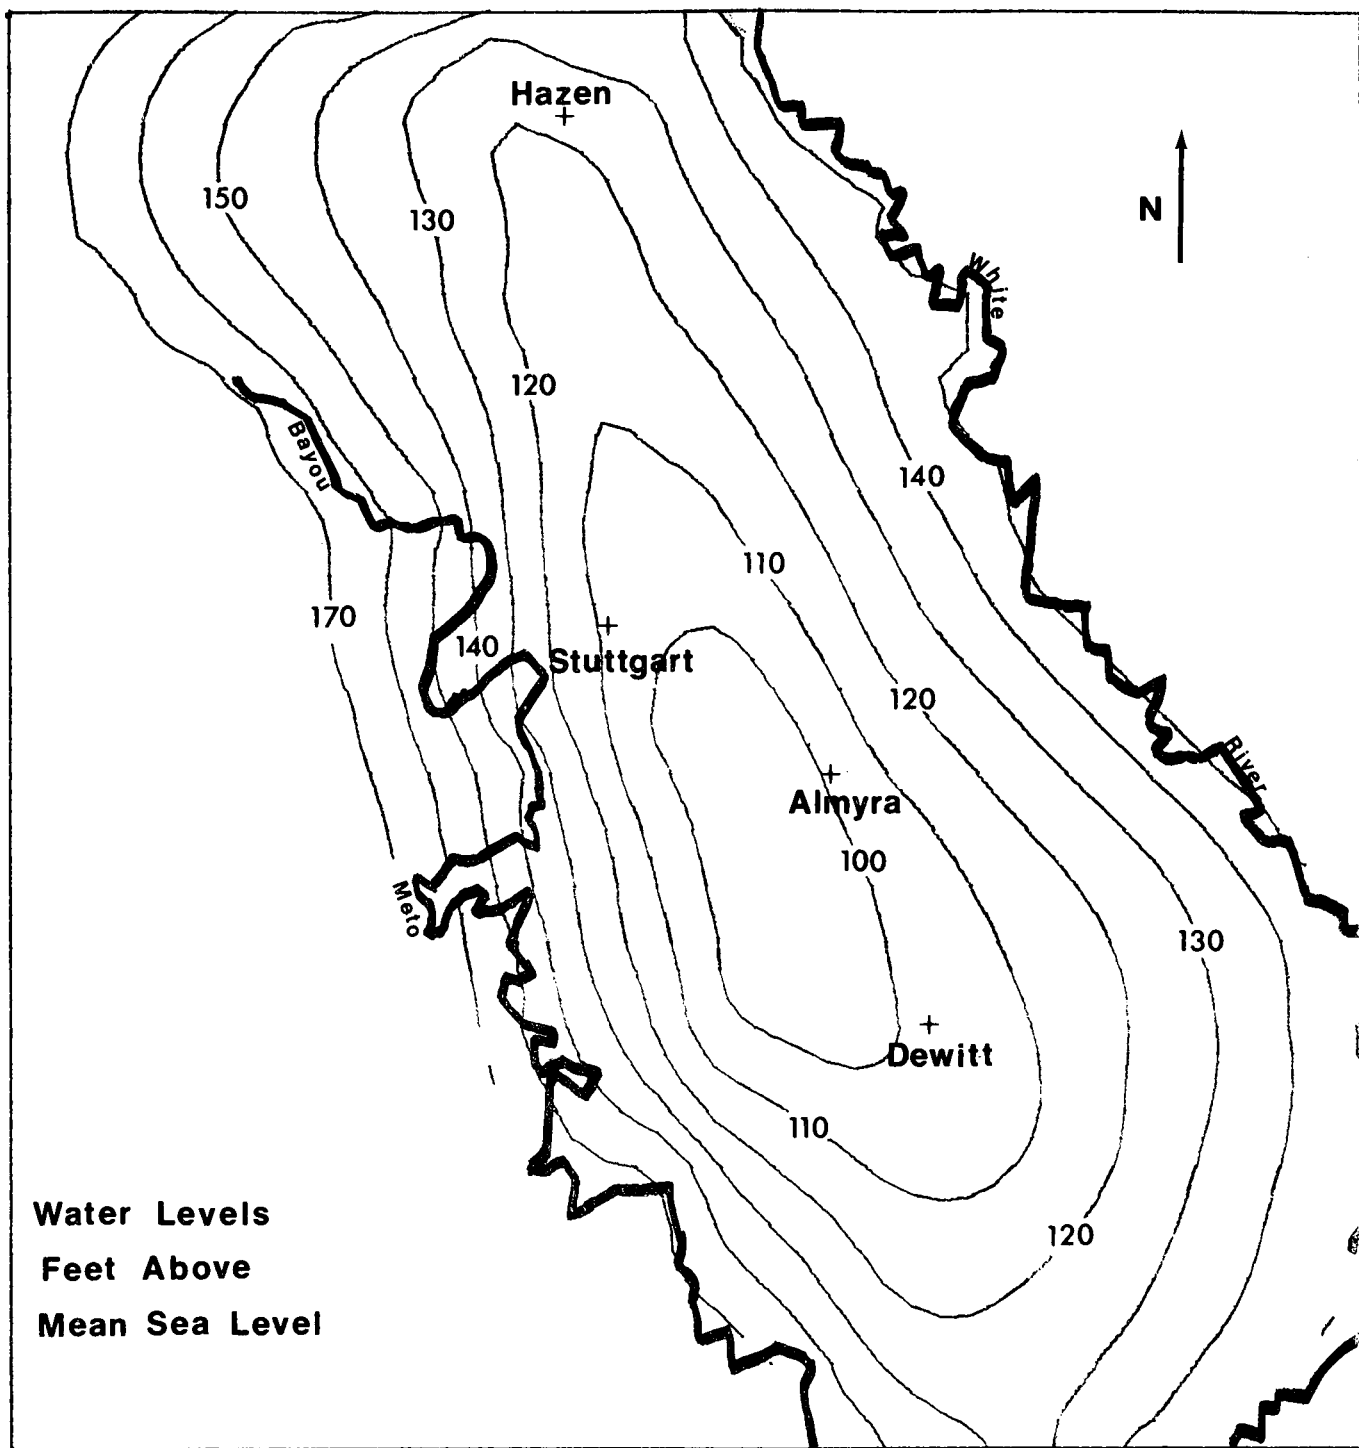 Hazen
150
130
N
White
120
Bayou
140
110
170
140
Stuttgart
120
River
Almyra
100
Meto
130
Dewitt
110
Water Levels
120
Feet Above
Mean Sea Level